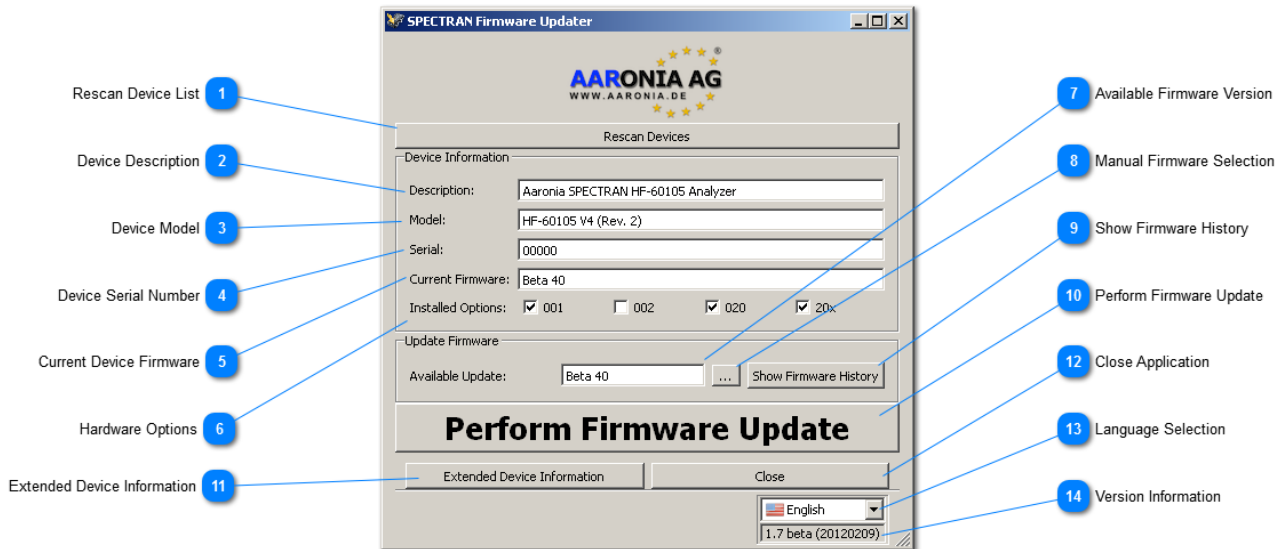 SPECTRAN Firmware Updater
AARONIA AG ®
WWW.AARONIA.DE
Rescan Devices
Device Information
Description: Aaronia SPECTRAN HF-60105 Analyzer
Model: HF-60105 V4 (Rev. 2)
Serial: 00000
Current Firmware: Beta 40
Installed Options: 001 002 020 20x
Update Firmware
Available Update: Beta 40 ... Show Firmware History
Perform Firmware Update
Extended Device Information Close
English
1.7 beta (20120209)
Rescan Device List 1
Device Description 2
Device Model 3
Device Serial Number 4
Current Device Firmware 5
Hardware Options 6
Extended Device Information 11
7 Available Firmware Version
8 Manual Firmware Selection
9 Show Firmware History
10 Perform Firmware Update
12 Close Application
13 Language Selection
14 Version Information